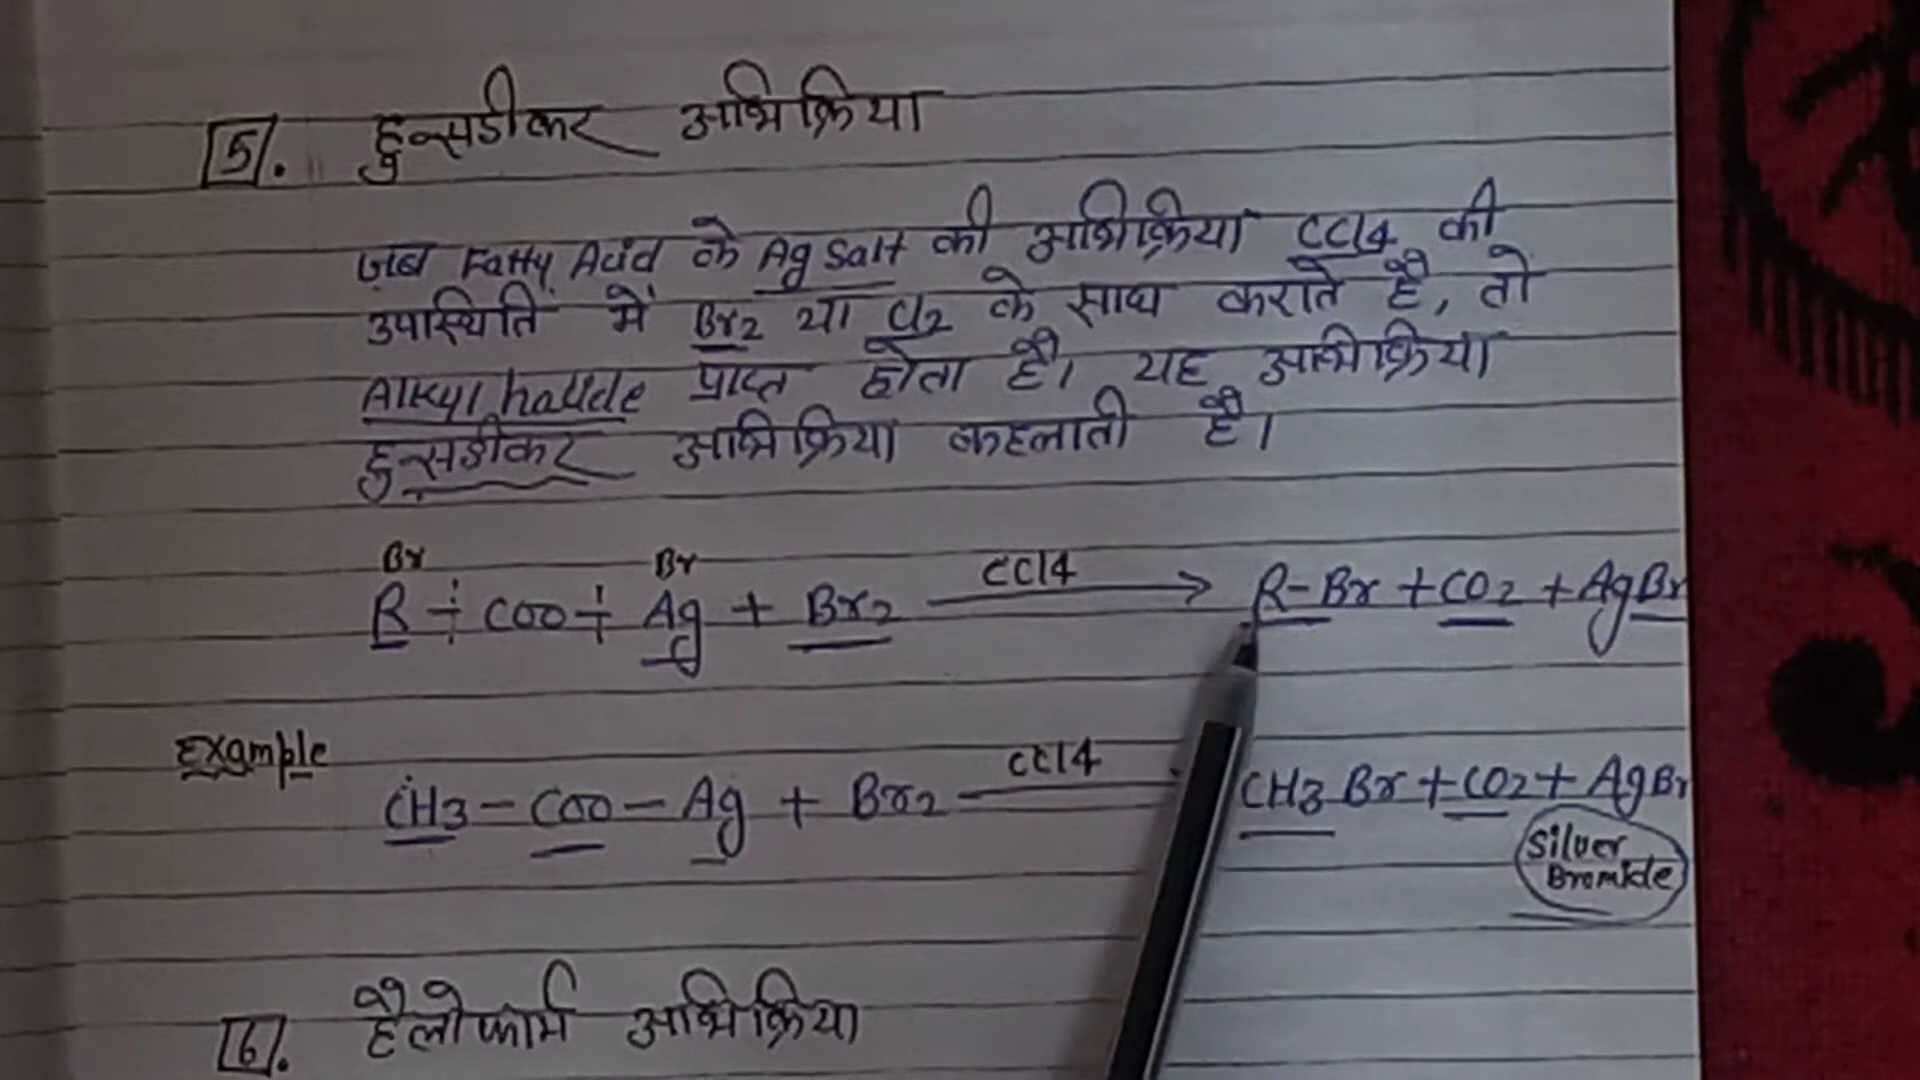 5. हुन्सडीकर अभिक्रिया
जब Fatty Acid के Ag Salt की अभिक्रिया CCl4 की
उपस्थिति में Br2 या Cl2 के साथ कराते है, तो
Alkyl halide प्राप्त होता है। यह अभिक्रिया
हुन्सडीकर अभिक्रिया कहलाती है।
Br Br
R - COO - Ag + Br2 CCl4 → R-Br + CO2 + AgBr
Example
CH3 - COO - Ag + Br2 CCl4 CH3Br + CO2 + AgBr
Silver
Bromide
6. हैलोफार्म अभिक्रिया